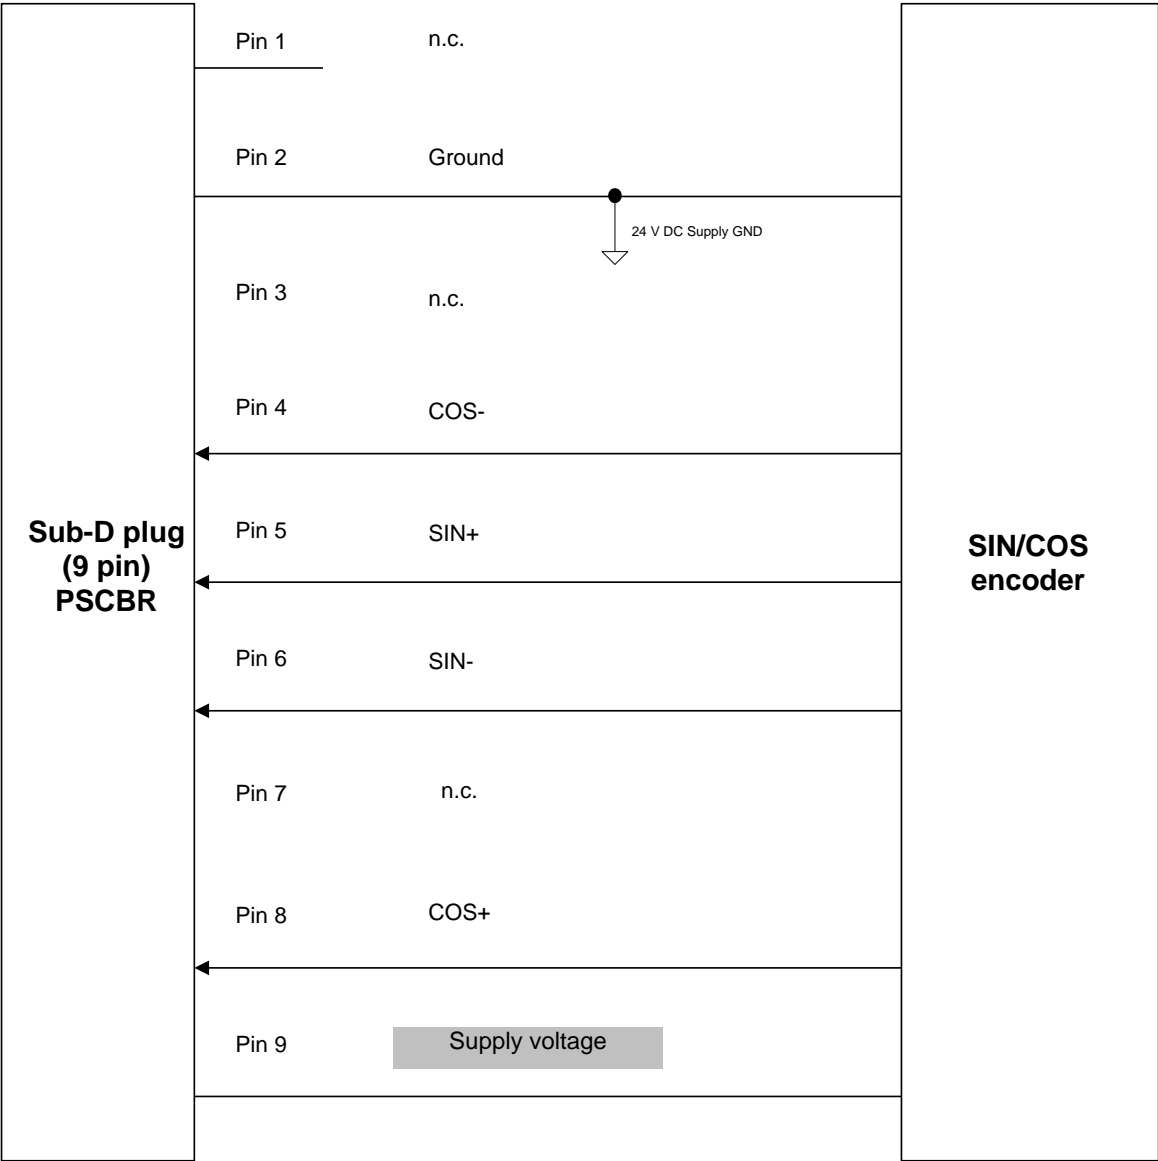 Pin 1 n.c.
Pin 2 Ground
24 V DC Supply GND
Pin 3 n.c.
Pin 4 COS-
Sub-D plug
(9 pin)
PSCBR
Pin 5 SIN+
SIN/COS
encoder
Pin 6 SIN-
Pin 7 n.c.
Pin 8 COS+
Pin 9 Supply voltage